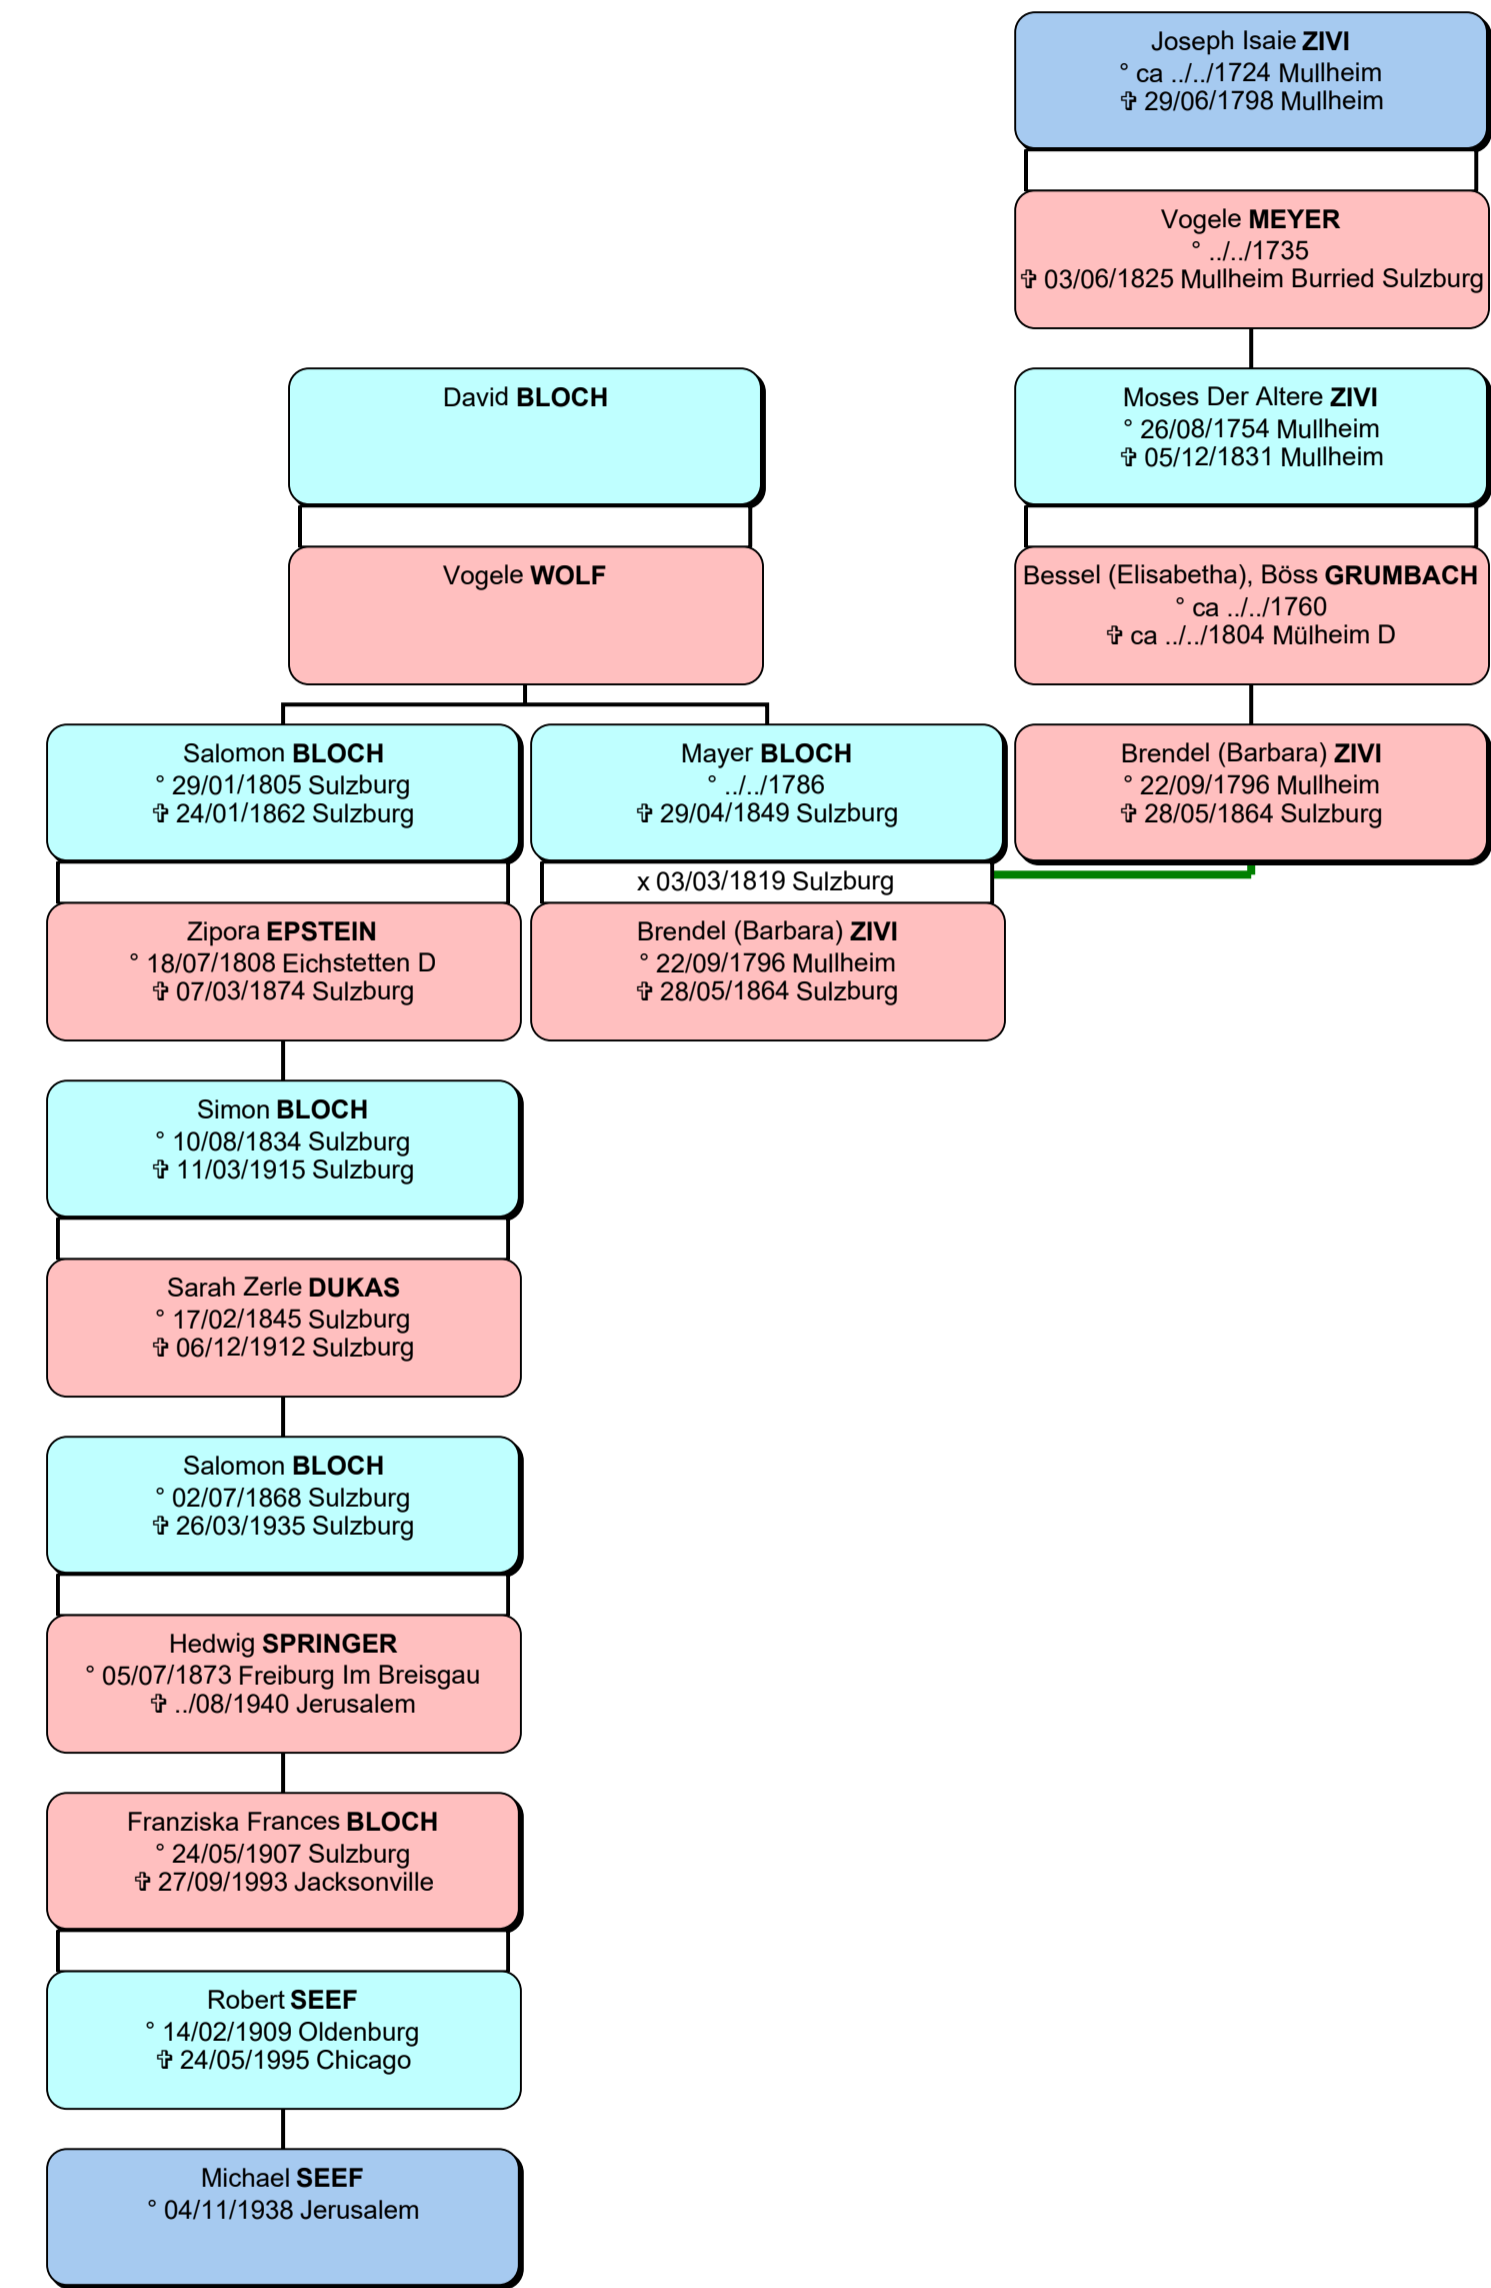 Joseph Isaie ZIVI
° ca ../../1724 Mullheim
✞ 29/06/1798 Mullheim
Vogele MEYER
° ../../1735
✞ 03/06/1825 Mullheim Burried Sulzburg
David BLOCH
Moses Der Altere ZIVI
° 26/08/1754 Mullheim
✞ 05/12/1831 Mullheim
Vogele WOLF
Bessel (Elisabetha), Böss GRUMBACH
° ca ../../1760
✞ ca ../../1804 Mülheim D
Salomon BLOCH
° 29/01/1805 Sulzburg
✞ 24/01/1862 Sulzburg
Mayer BLOCH
° ../../1786
✞ 29/04/1849 Sulzburg
Brendel (Barbara) ZIVI
° 22/09/1796 Mullheim
✞ 28/05/1864 Sulzburg
x 03/03/1819 Sulzburg
Zipora EPSTEIN
° 18/07/1808 Eichstetten D
✞ 07/03/1874 Sulzburg
Brendel (Barbara) ZIVI
° 22/09/1796 Mullheim
✞ 28/05/1864 Sulzburg
Simon BLOCH
° 10/08/1834 Sulzburg
✞ 11/03/1915 Sulzburg
Sarah Zerle DUKAS
° 17/02/1845 Sulzburg
✞ 06/12/1912 Sulzburg
Salomon BLOCH
° 02/07/1868 Sulzburg
✞ 26/03/1935 Sulzburg
Hedwig SPRINGER
° 05/07/1873 Freiburg Im Breisgau
✞ ../08/1940 Jerusalem
Franziska Frances BLOCH
° 24/05/1907 Sulzburg
✞ 27/09/1993 Jacksonville
Robert SEEF
° 14/02/1909 Oldenburg
✞ 24/05/1995 Chicago
Michael SEEF
° 04/11/1938 Jerusalem